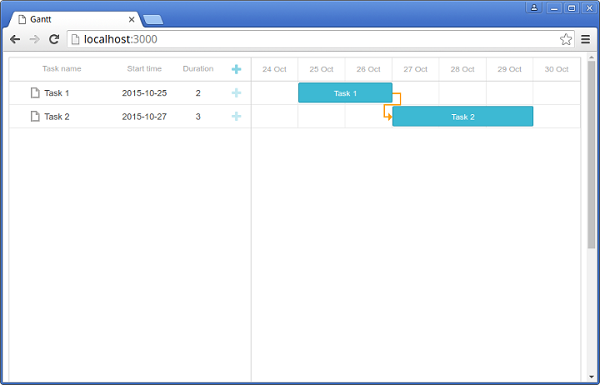 Gantt
localhost:3000
Task name Start time Duration 24 Oct 25 Oct 26 Oct 27 Oct 28 Oct 29 Oct 30 Oct
Task 1 2015-10-25 2 Task 1
Task 2 2015-10-27 3 Task 2